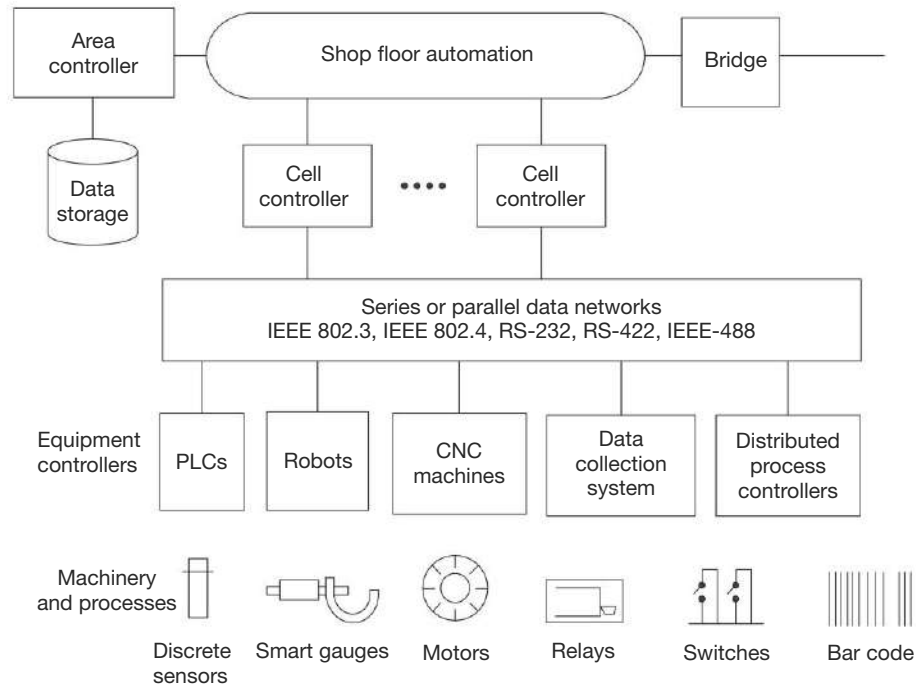 Area
controller
Shop floor automation
Bridge
Data
storage
Cell
controller
Cell
controller
Series or parallel data networks
IEEE 802.3, IEEE 802.4, RS-232, RS-422, IEEE-488
Equipment
controllers
PLCs
Robots
CNC
machines
Data
collection
system
Distributed
process
controllers
Machinery
and processes
Discrete
sensors
Smart gauges
Motors
Relays
Switches
Bar code